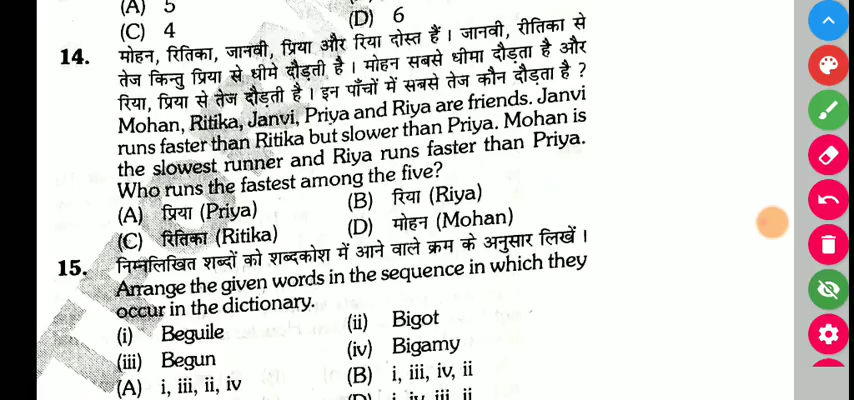 (A) 5
(D) 6
(C) 4
14. मोहन, रितिका, जानवी, प्रिया और रिया दोस्त हैं । जानवी, रीतिका से
तेज किन्तु प्रिया से धीमे दौड़ती है । मोहन सबसे धीमा दौड़ता है और
रिया, प्रिया से तेज दौड़ती है । इन पाँचों में सबसे तेज कौन दौड़ता है ?
Mohan, Ritika, Janvi, Priya and Riya are friends. Janvi
runs faster than Ritika but slower than Priya. Mohan is
the slowest runner and Riya runs faster than Priya.
Who runs the fastest among the five?
(A) प्रिया (Priya)
(B) रिया (Riya)
(C) रितिका (Ritika)
(D) मोहन (Mohan)
15. निम्नलिखित शब्दों को शब्दकोश में आने वाले क्रम के अनुसार लिखें ।
Arrange the given words in the sequence in which they
occur in the dictionary.
(i) Beguile
(ii) Bigot
(iii) Begun
(iv) Bigamy
(A) i, iii, ii, iv
(B) i, iii, iv, ii
(D) i, iv, iii, ii